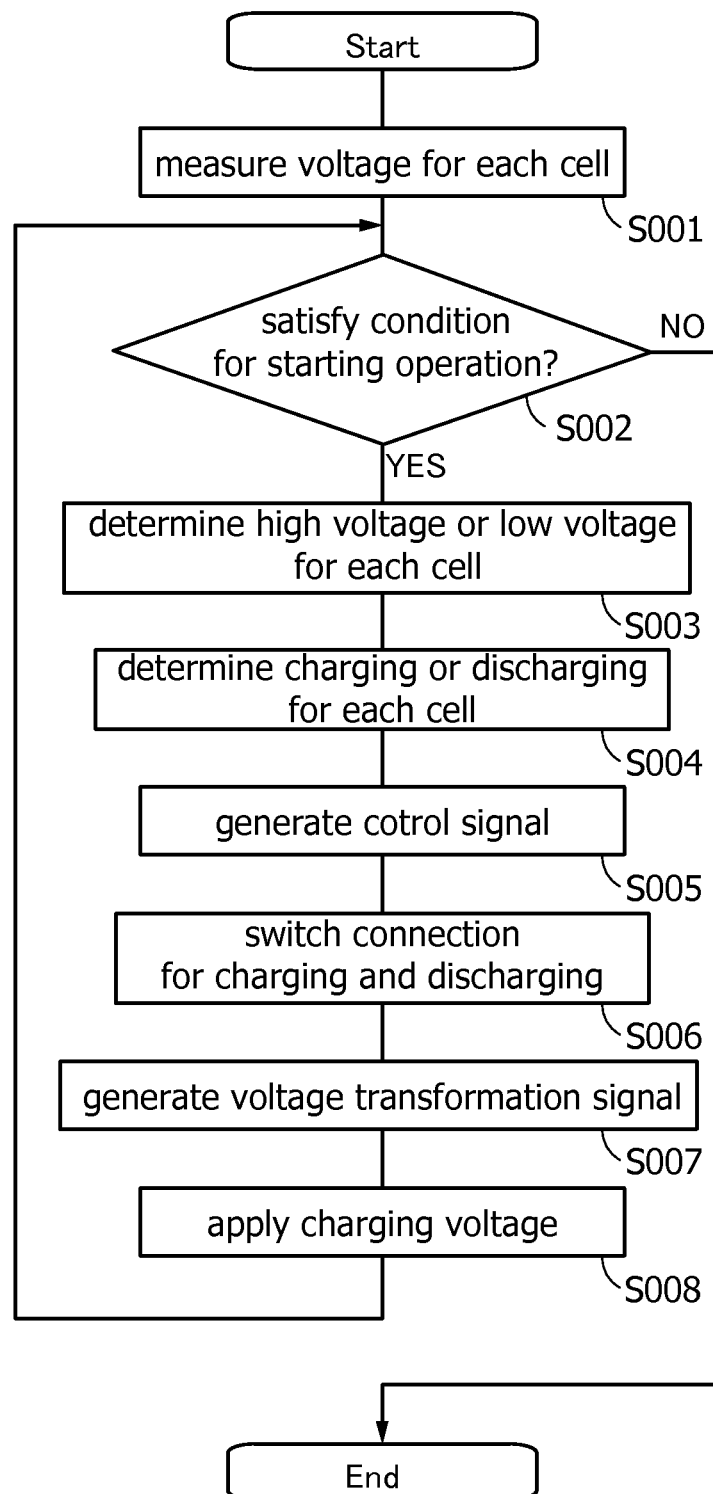 Start
measure voltage for each cell
S001
satisfy condition
for starting operation?
NO
S002
YES
determine high voltage or low voltage
for each cell
S003
determine charging or discharging
for each cell
S004
generate cotrol signal
S005
switch connection
for charging and discharging
S006
generate voltage transformation signal
S007
apply charging voltage
S008
End